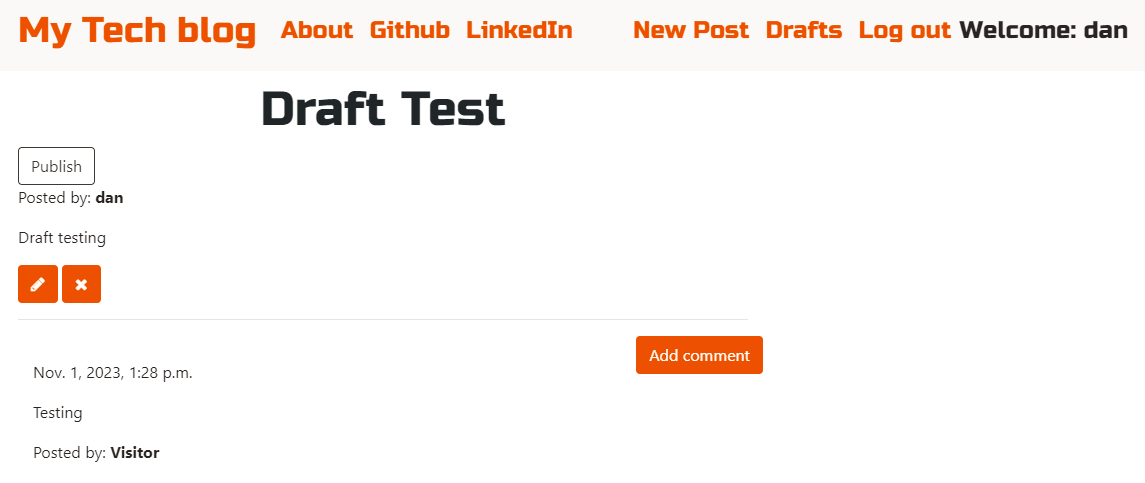 My Tech blog About Github LinkedIn New Post Drafts Log out Welcome: dan
Draft Test
Publish
Posted by: dan
Draft testing
Add comment
Nov. 1, 2023, 1:28 p.m.
Testing
Posted by: Visitor